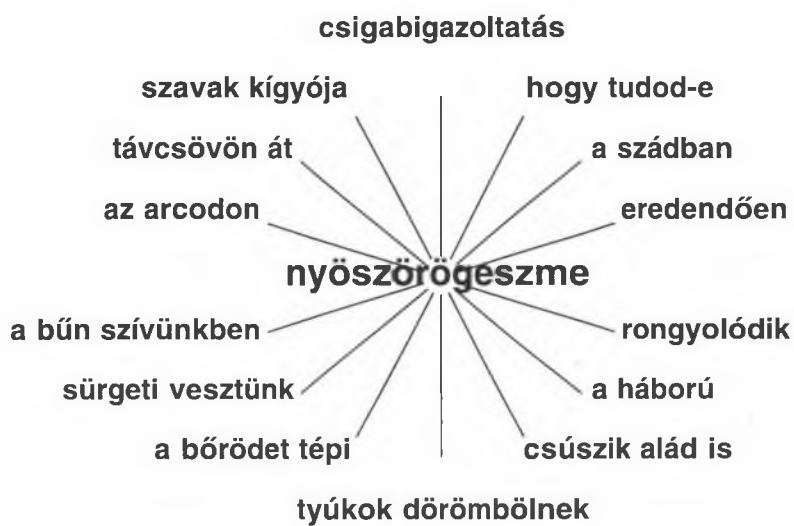 csigabigazoltatás
szavak kígyója
hogy tudod-e
távcsövön át
a szádban
az arcodon
eredendően
nyöszörögeszme
a bűn szívünkben
rongyolódik
sürgeti vesztünk
a háború
a bőrödet tépi
csúszik alád is
tyúkok dörömbölnek